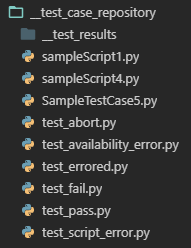 __test_case_repository
__test_results
sampleScript1.py
sampleScript4.py
SampleTestCase5.py
test_abort.py
test_availability_error.py
test_errored.py
test_fail.py
test_pass.py
test_script_error.py